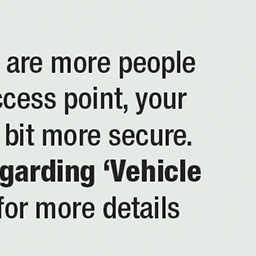 are more people
ccess point, your
bit more secure.
garding ‘Vehicle
for more details